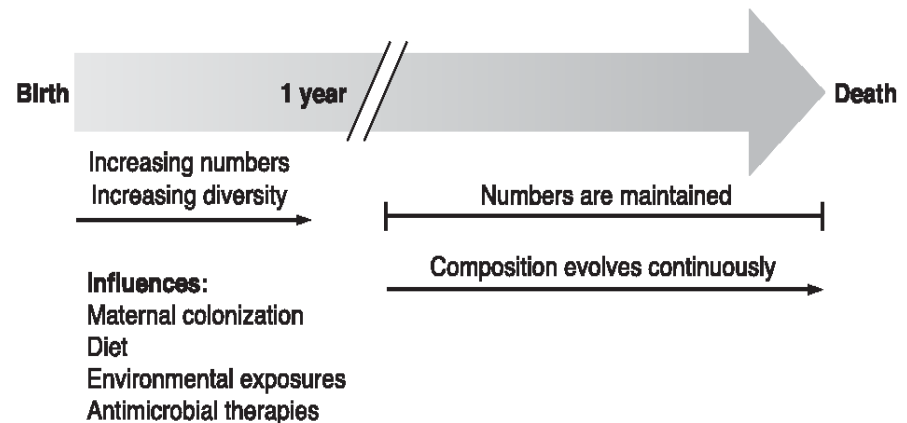 Birth
1 year
Death
Increasing numbers
Increasing diversity
Numbers are maintained
Composition evolves continuously
Influences:
Maternal colonization
Diet
Environmental exposures
Antimicrobial therapies